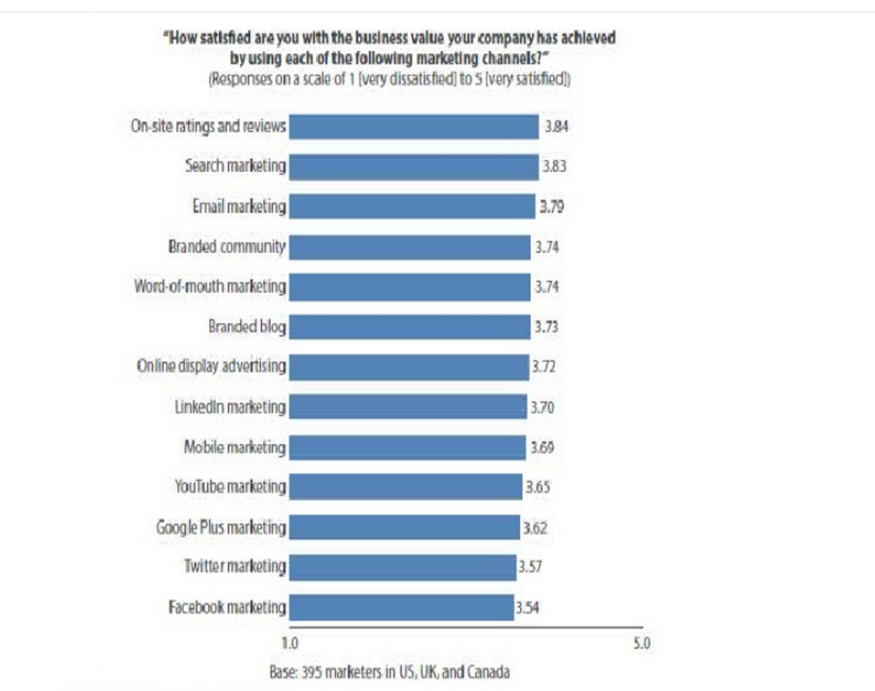 “How satisfied are you with the business value your company has achieved
by using each of the following marketing channels?”
(Responses on a scale of 1 [very dissatisfied] to 5 [very satisfied])
On-site ratings and reviews 3.84
Search marketing 3.83
Email marketing 3.79
Branded community 3.74
Word-of-mouth marketing 3.74
Branded blog 3.73
Online display advertising 3.72
LinkedIn marketing 3.70
Mobile marketing 3.69
YouTube marketing 3.65
Google Plus marketing 3.62
Twitter marketing 3.57
Facebook marketing 3.54
1.0 5.0
Base: 395 marketers in US, UK, and Canada